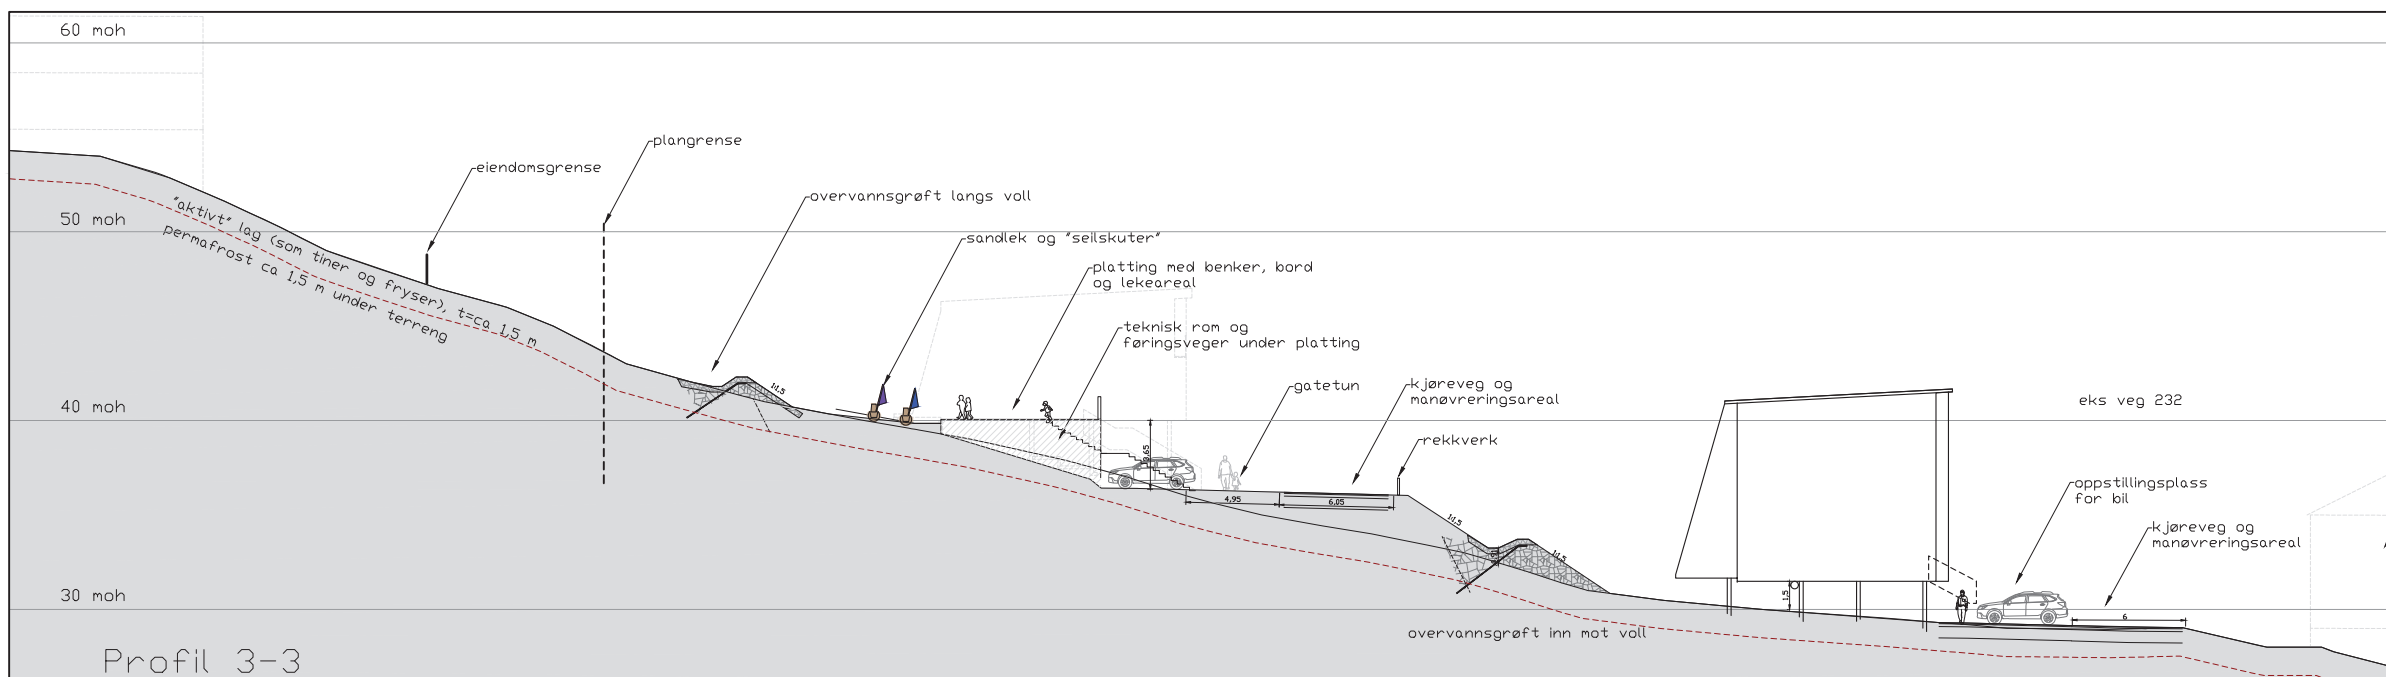 60 moh
plangrense
eiendomsgrense
overvannsgrøft langs voll
"aktivt" lag (som tiner og fryser), t=ca 1,5 m
permafrost ca 1,5 m under terreng
50 moh
sandlek og "seilskuter"
platting med benker, bord
og lekeareal
teknisk rom og
føringsveger under platting
gatetun
kjøreveg og
manøvreringsareal
1:1,5
40 moh
eks veg 232
rekkverk
3,65
4,95
6,05
1:1,5
1:1,5
oppstillingsplass
for bil
kjøreveg og
manøvreringsareal
1,5
6
30 moh
overvannsgrøft inn mot voll
Profil 3-3